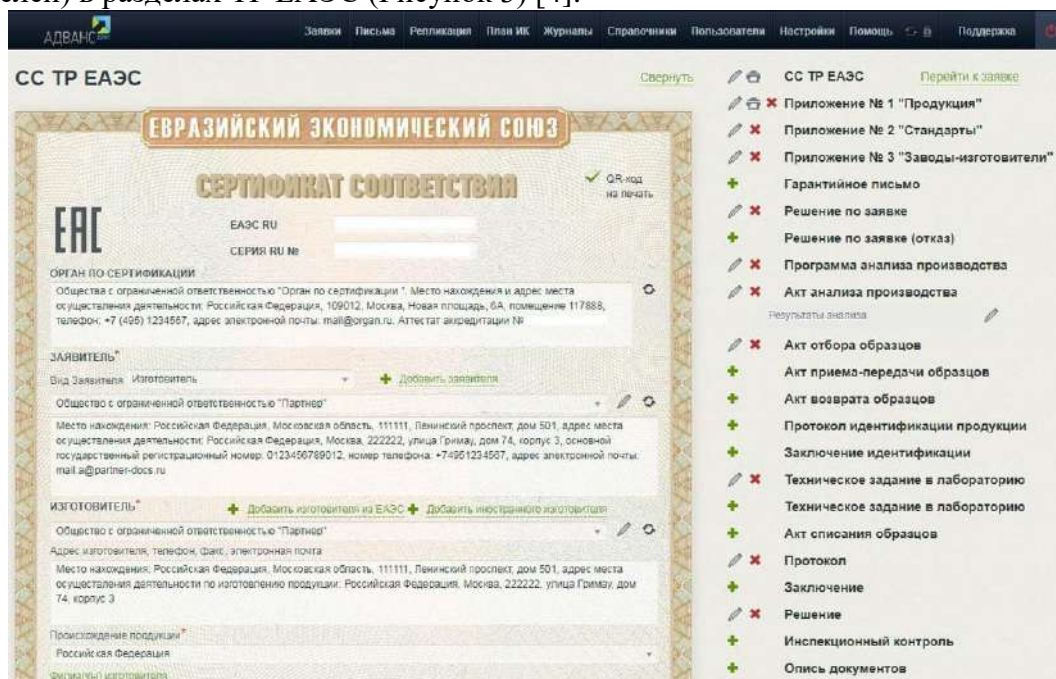 елен) в разделах ТР ЕАЭС (Рисунок 3) [4].
АДВАНС
Заявки Письма Репликация План ИК Журналы Справочники Пользователи Настройки Помощь Поддержка
СС ТР ЕАЭС
Свернуть
ЕВРАЗИЙСКИЙ ЭКОНОМИЧЕСКИЙ СОЮЗ
СЕРТИФИКАТ СООТВЕТСТВИЯ
QR-код
на печать
ЕАС
ЕАЭС RU
СЕРИЯ RU №
ОРГАН ПО СЕРТИФИКАЦИИ
Общества с ограниченной ответственностью "Орган по сертификации ". Место нахождения и адрес места
осуществления деятельности: Российская Федерация, 109012, Москва, Новая площадь, 6А, помещение 117888,
телефон: +7 (495) 1234567, адрес электронной почты: mail@organ.ru. Аттестат аккредитации №
ЗАЯВИТЕЛЬ*
Вид Заявителя Изготовитель
Добавить заявителя
Общество с ограниченной ответственностью "Партнер"
Место нахождения: Российская Федерация, Московская область, 111111, Ленинский проспект, дом 501, адрес места
осуществления деятельности: Российская Федерация, Москва, 222222, улица Гримау, дом 74, корпус 3, основной
государственный регистрационный номер: 0123456789012, номер телефона: +74951234567, адрес электронной почты:
mail.a@partner-docs.ru
ИЗГОТОВИТЕЛЬ*
Добавить изготовителя из ЕАЭС Добавить иностранного изготовителя
Общество с ограниченной ответственностью "Партнер"
Адрес изготовителя, телефон, факс, электронная почта
Место нахождения: Российская Федерация, Московская область, 111111, Ленинский проспект, дом 501, адрес места
осуществления деятельности по изготовлению продукции: Российская Федерация, Москва, 222222, улица Гримау, дом
74, корпус 3
Происхождение продукции*
Российская Федерация
Филиал(ы) изготовителя
СС ТР ЕАЭС Перейти к заявке
Приложение № 1 "Продукция"
Приложение № 2 "Стандарты"
Приложение № 3 "Заводы-изготовители"
Гарантийное письмо
Решение по заявке
Решение по заявке (отказ)
Программа анализа производства
Акт анализа производства
Результаты анализа
Акт отбора образцов
Акт приема-передачи образцов
Акт возврата образцов
Протокол идентификации продукции
Заключение идентификации
Техническое задание в лабораторию
Техническое задание в лабораторию
Акт списания образцов
Протокол
Заключение
Решение
Инспекционный контроль
Опись документов